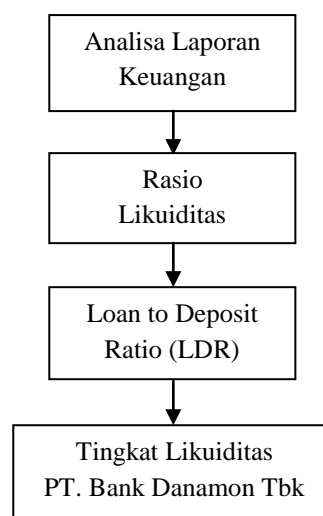 Analisa Laporan
Keuangan
Rasio
Likuiditas
Loan to Deposit
Ratio (LDR)
Tingkat Likuiditas
PT. Bank Danamon Tbk